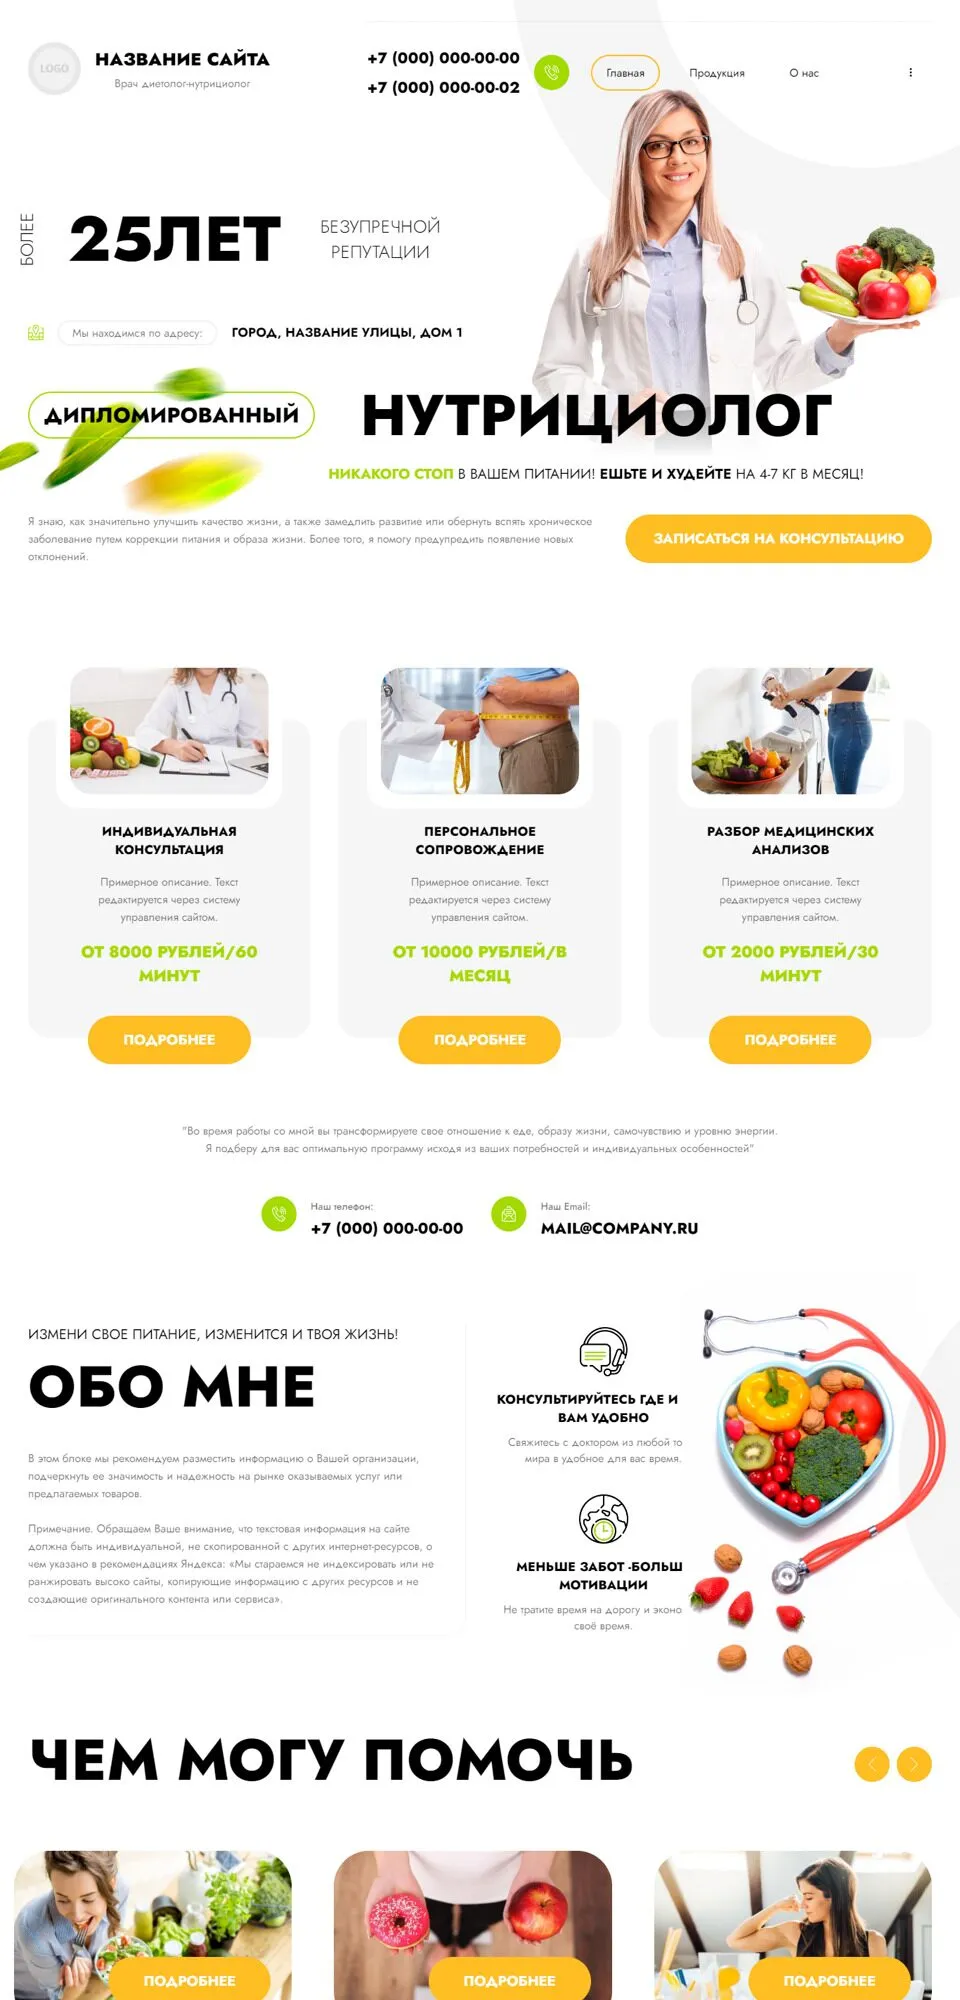 LOGO
НАЗВАНИЕ САЙТА
Врач диетолог-нутрициолог
+7 (000) 000-00-00
+7 (000) 000-00-02
Главная
Продукция
О нас
БОЛЕЕ
25ЛЕТ
БЕЗУПРЕЧНОЙ
РЕПУТАЦИИ
Мы находимся по адресу:
ГОРОД, НАЗВАНИЕ УЛИЦЫ, ДОМ 1
ДИПЛОМИРОВАННЫЙ
НУТРИЦИОЛОГ
НИКАКОГО СТОП В ВАШЕМ ПИТАНИИ! ЕШЬТЕ И ХУДЕЙТЕ НА 4-7 КГ В МЕСЯЦ!
Я знаю, как значительно улучшить качество жизни, а также замедлить развитие или обернуть вспять хроническое
заболевание путем коррекции питания и образа жизни. Более того, я помогу предупредить появление новых
отклонений.
ЗАПИСАТЬСЯ НА КОНСУЛЬТАЦИЮ
ИНДИВИДУАЛЬНАЯ
КОНСУЛЬТАЦИЯ
Примерное описание. Текст
редактируется через систему
управления сайтом.
ОТ 8000 РУБЛЕЙ/60
МИНУТ
ПОДРОБНЕЕ
ПЕРСОНАЛЬНОЕ
СОПРОВОЖДЕНИЕ
Примерное описание. Текст
редактируется через систему
управления сайтом.
ОТ 10000 РУБЛЕЙ/В
МЕСЯЦ
ПОДРОБНЕЕ
РАЗБОР МЕДИЦИНСКИХ
АНАЛИЗОВ
Примерное описание. Текст
редактируется через систему
управления сайтом.
ОТ 2000 РУБЛЕЙ/30
МИНУТ
ПОДРОБНЕЕ
"Во время работы со мной вы трансформируете свое отношение к еде, образу жизни, самочувствию и уровню энергии.
Я подберу для вас оптимальную программу исходя из ваших потребностей и индивидуальных особенностей"
Наш телефон:
+7 (000) 000-00-00
Наш Email:
MAIL@COMPANY.RU
ИЗМЕНИ СВОЕ ПИТАНИЕ, ИЗМЕНИТСЯ И ТВОЯ ЖИЗНЬ!
ОБО МНЕ
В этом блоке мы рекомендуем разместить информацию о Вашей организации,
подчеркнуть ее значимость и надежность на рынке оказываемых услуг или
предлагаемых товаров.
Примечание. Обращаем Ваше внимание, что текстовая информация на сайте
должна быть индивидуальной, не скопированной с других интернет-ресурсов, о
чем указано в рекомендациях Яндекса: «Мы стараемся не индексировать или не
ранжировать высоко сайты, копирующие информацию с других ресурсов и не
создающие оригинального контента или сервиса».
КОНСУЛЬТИРУЙТЕСЬ ГДЕ И
ВАМ УДОБНО
Свяжитесь с доктором из любой то
мира в удобное для вас время.
МЕНЬШЕ ЗАБОТ -БОЛЬШ
МОТИВАЦИИ
Не тратите время на дорогу и эконо
своё время.
ЧЕМ МОГУ ПОМОЧЬ
ПОДРОБНЕЕ
ПОДРОБНЕЕ
ПОДРОБНЕЕ